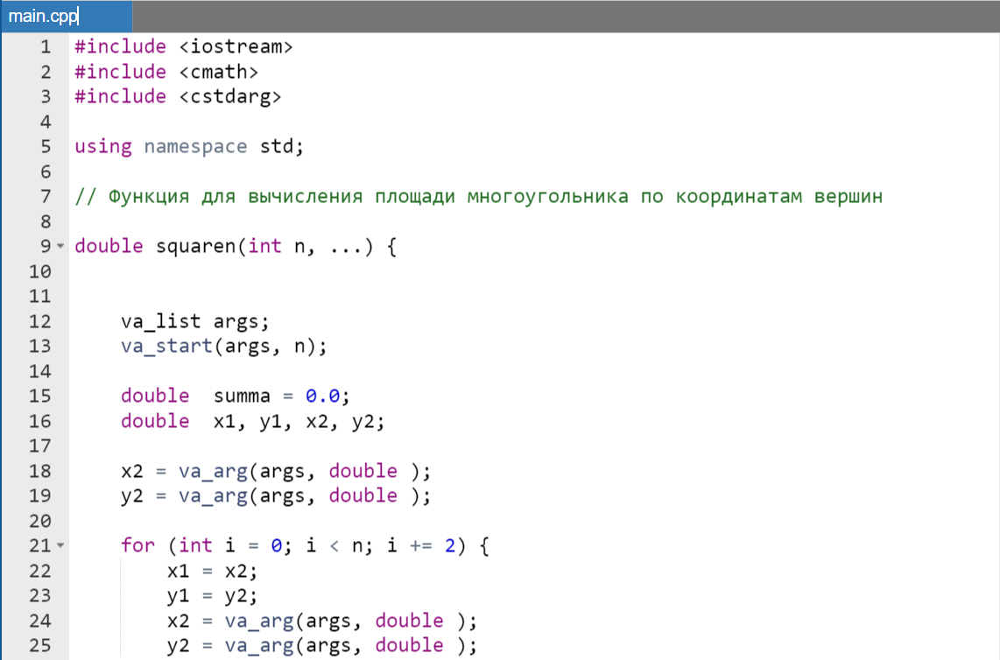 main.cpp
1 #include <iostream>
2 #include <cmath>
3 #include <cstdarg>
4
5 using namespace std;
6
7 // Функция для вычисления площади многоугольника по координатам вершин
8
9 double squaren(int n, ...) {
10
11
12 va_list args;
13 va_start(args, n);
14
15 double  summa = 0.0;
16 double  x1, y1, x2, y2;
17
18 x2 = va_arg(args, double );
19 y2 = va_arg(args, double );
20
21 for (int i = 0; i < n; i += 2) {
22 x1 = x2;
23 y1 = y2;
24 x2 = va_arg(args, double );
25 y2 = va_arg(args, double );